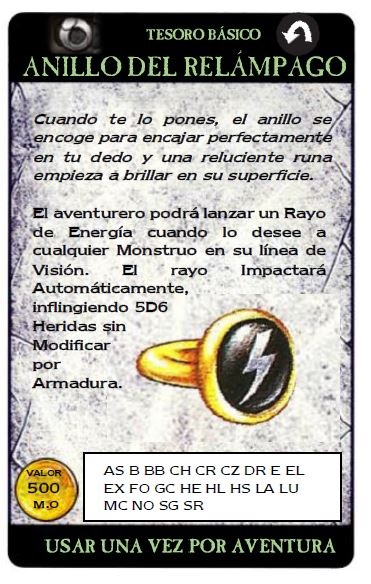 TESORO BÁSICO
ANILLO DEL RELÁMPAGO
Cuando te lo pones, el anillo se
encoge para encajar perfectamente
en tu dedo y una reluciente runa
empieza a brillar en su superficie.
El aventurero podrá lanzar un Rayo
de Energía cuando lo desee a
cualquier Monstruo en su línea de
Visión. El rayo Impactará
Automáticamente,
inflingiendo 5D6
Heridas sin
Modificar
por
Armadura.
VALOR
500
M.O
AS B BB CH CR CZ DR E EL
EX FO GC HE HL HS LA LU
MC NO SG SR
USAR UNA VEZ POR AVENTURA